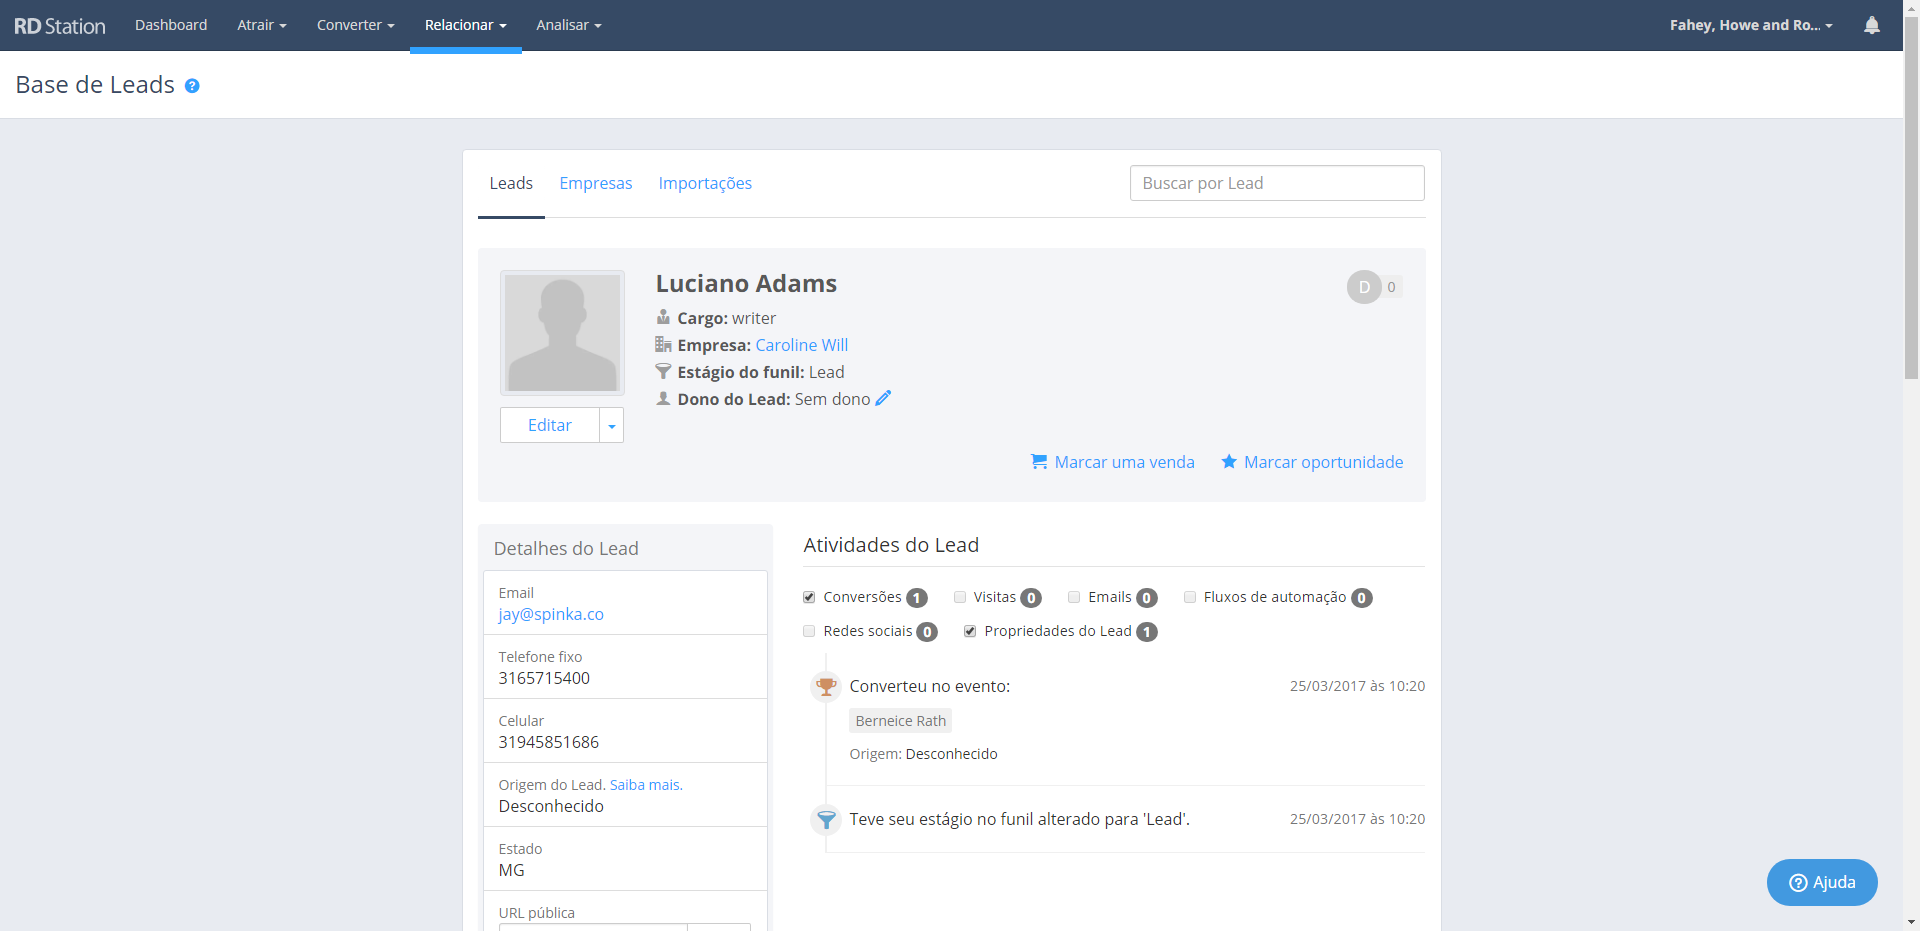 RD Station Dashboard Atrair Converter Relacionar Analisar Fahey, Howe and Ro...
Base de Leads ?
Leads Empresas Importações Buscar por Lead
Luciano Adams
D 0
Cargo: writer
Empresa: Caroline Will
Estágio do funil: Lead
Dono do Lead: Sem dono
Editar
Marcar uma venda Marcar oportunidade
Detalhes do Lead
Email
jay@spinka.co
Telefone fixo
3165715400
Celular
31945851686
Origem do Lead. Saiba mais.
Desconhecido
Estado
MG
URL pública
Atividades do Lead
Conversões 1 Visitas 0 Emails 0 Fluxos de automação 0
Redes sociais 0 Propriedades do Lead 1
Converteu no evento: 25/03/2017 às 10:20
Berneice Rath
Origem: Desconhecido
Teve seu estágio no funil alterado para 'Lead'. 25/03/2017 às 10:20
? Ajuda